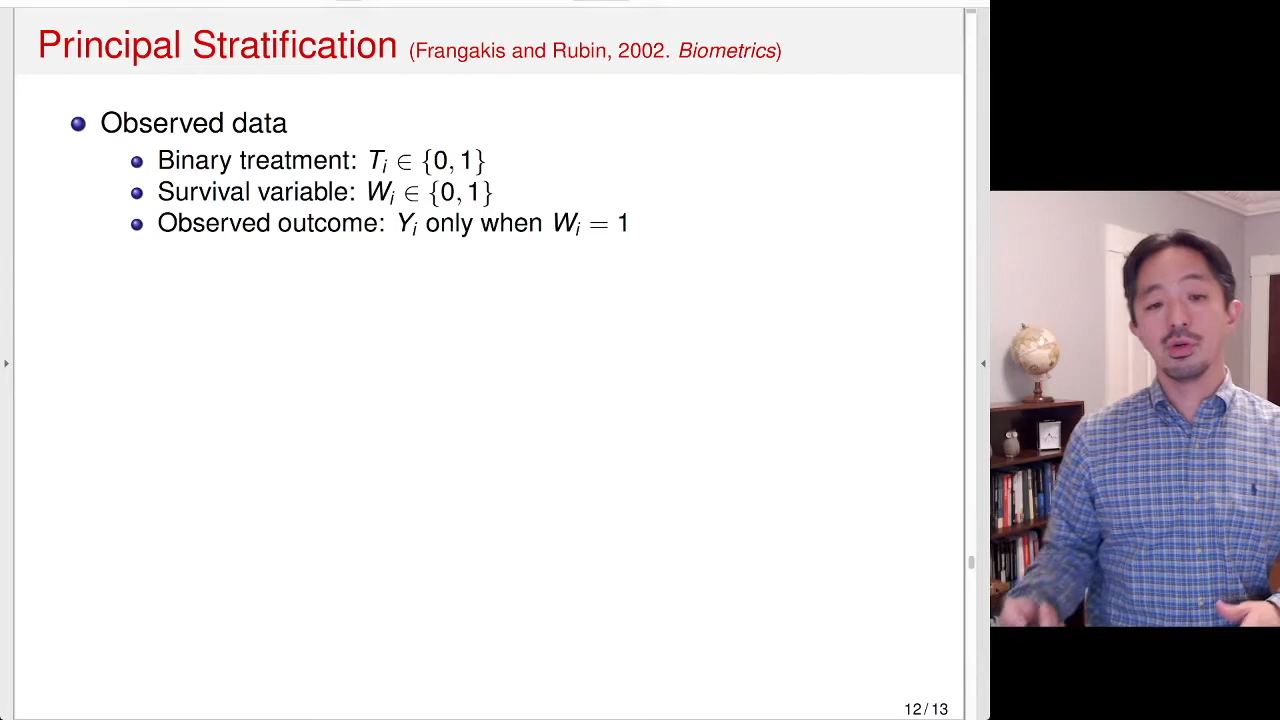 Principal Stratification (Frangakis and Rubin, 2002. Biometrics)
Observed data
Binary treatment: Tᵢ ∈ {0, 1}
Survival variable: Wᵢ ∈ {0, 1}
Observed outcome: Yᵢ only when Wᵢ = 1
12 / 13